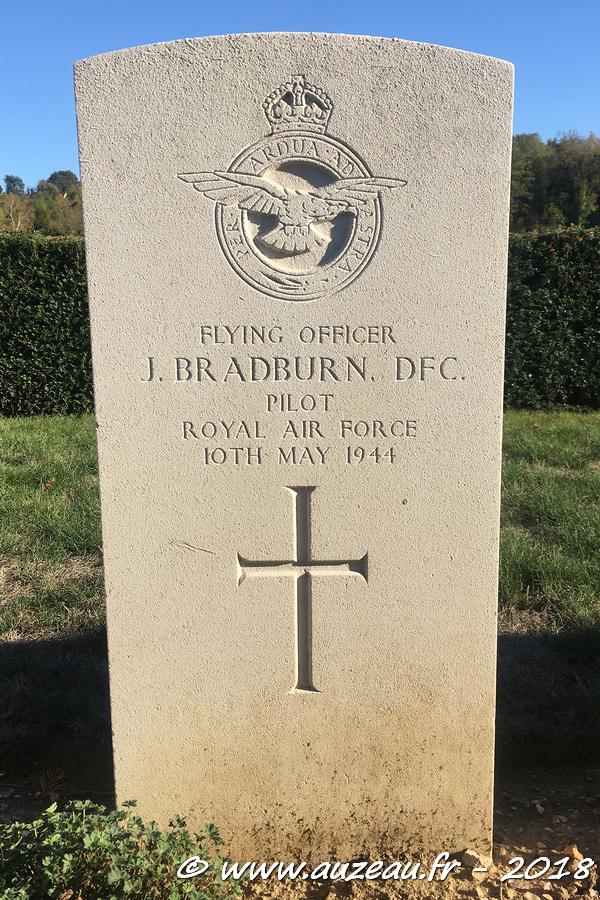 PER · ARDUA · AD · ASTRA
FLYING OFFICER
J. BRADBURN, DFC.
PILOT
ROYAL AIR FORCE
10TH MAY 1944
© www.auzeau.fr - 2018